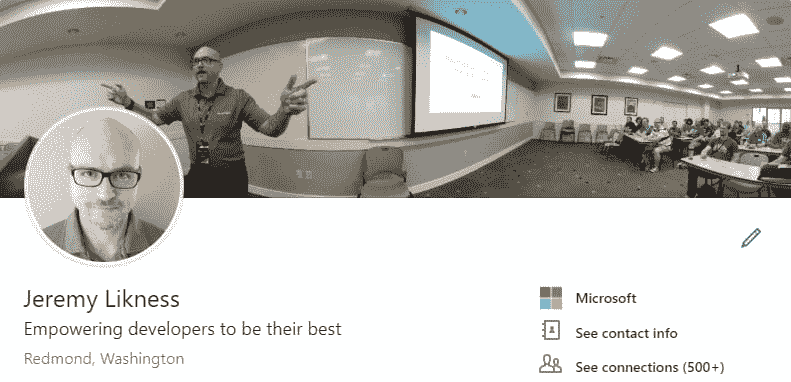 Jeremy Likness
Empowering developers to be their best
Redmond, Washington
Microsoft
See contact info
See connections (500+)